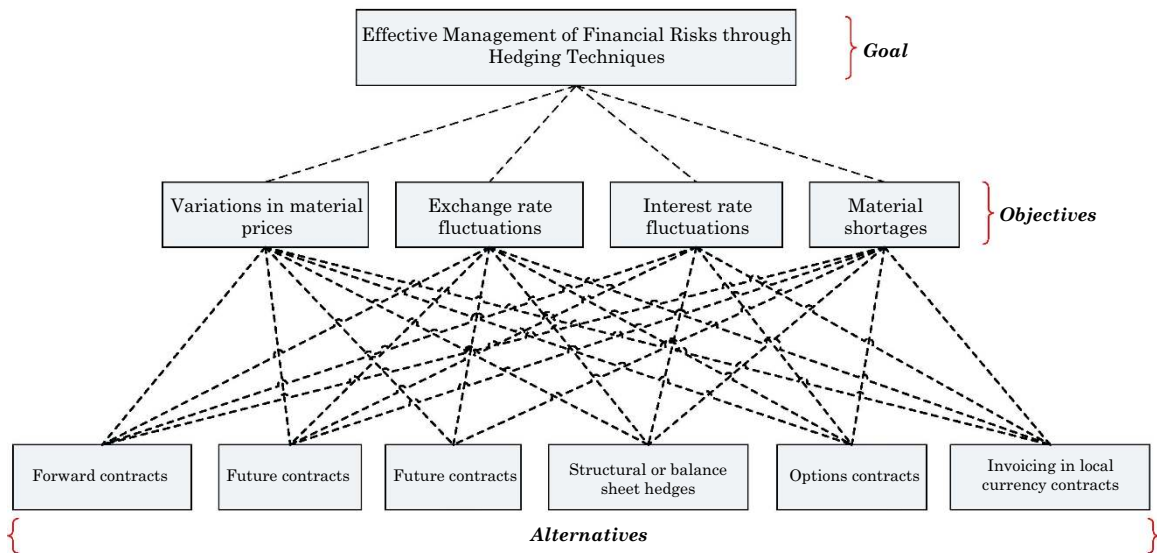 Effective Management of Financial Risks through
Hedging Techniques
Goal
Variations in material
prices
Exchange rate
fluctuations
Interest rate
fluctuations
Material
shortages
Objectives
Forward contracts
Future contracts
Future contracts
Structural or balance
sheet hedges
Options contracts
Invoicing in local
currency contracts
Alternatives